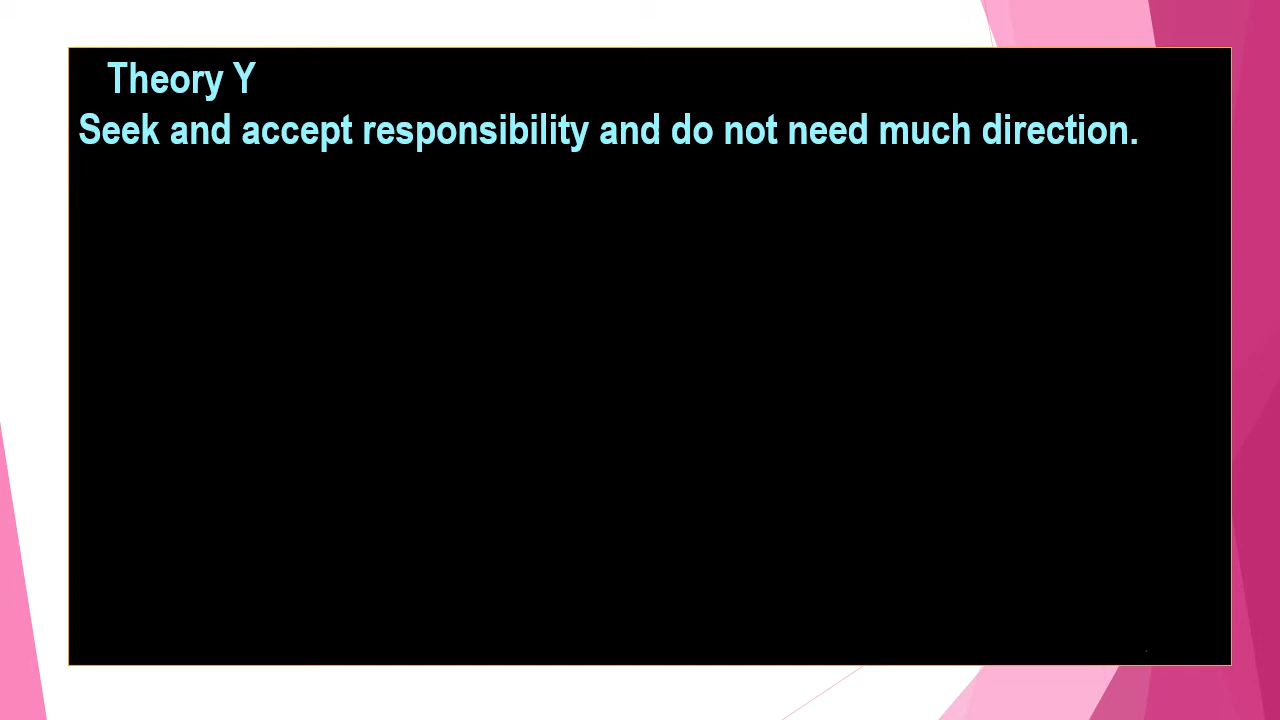 Theory Y
Seek and accept responsibility and do not need much direction.